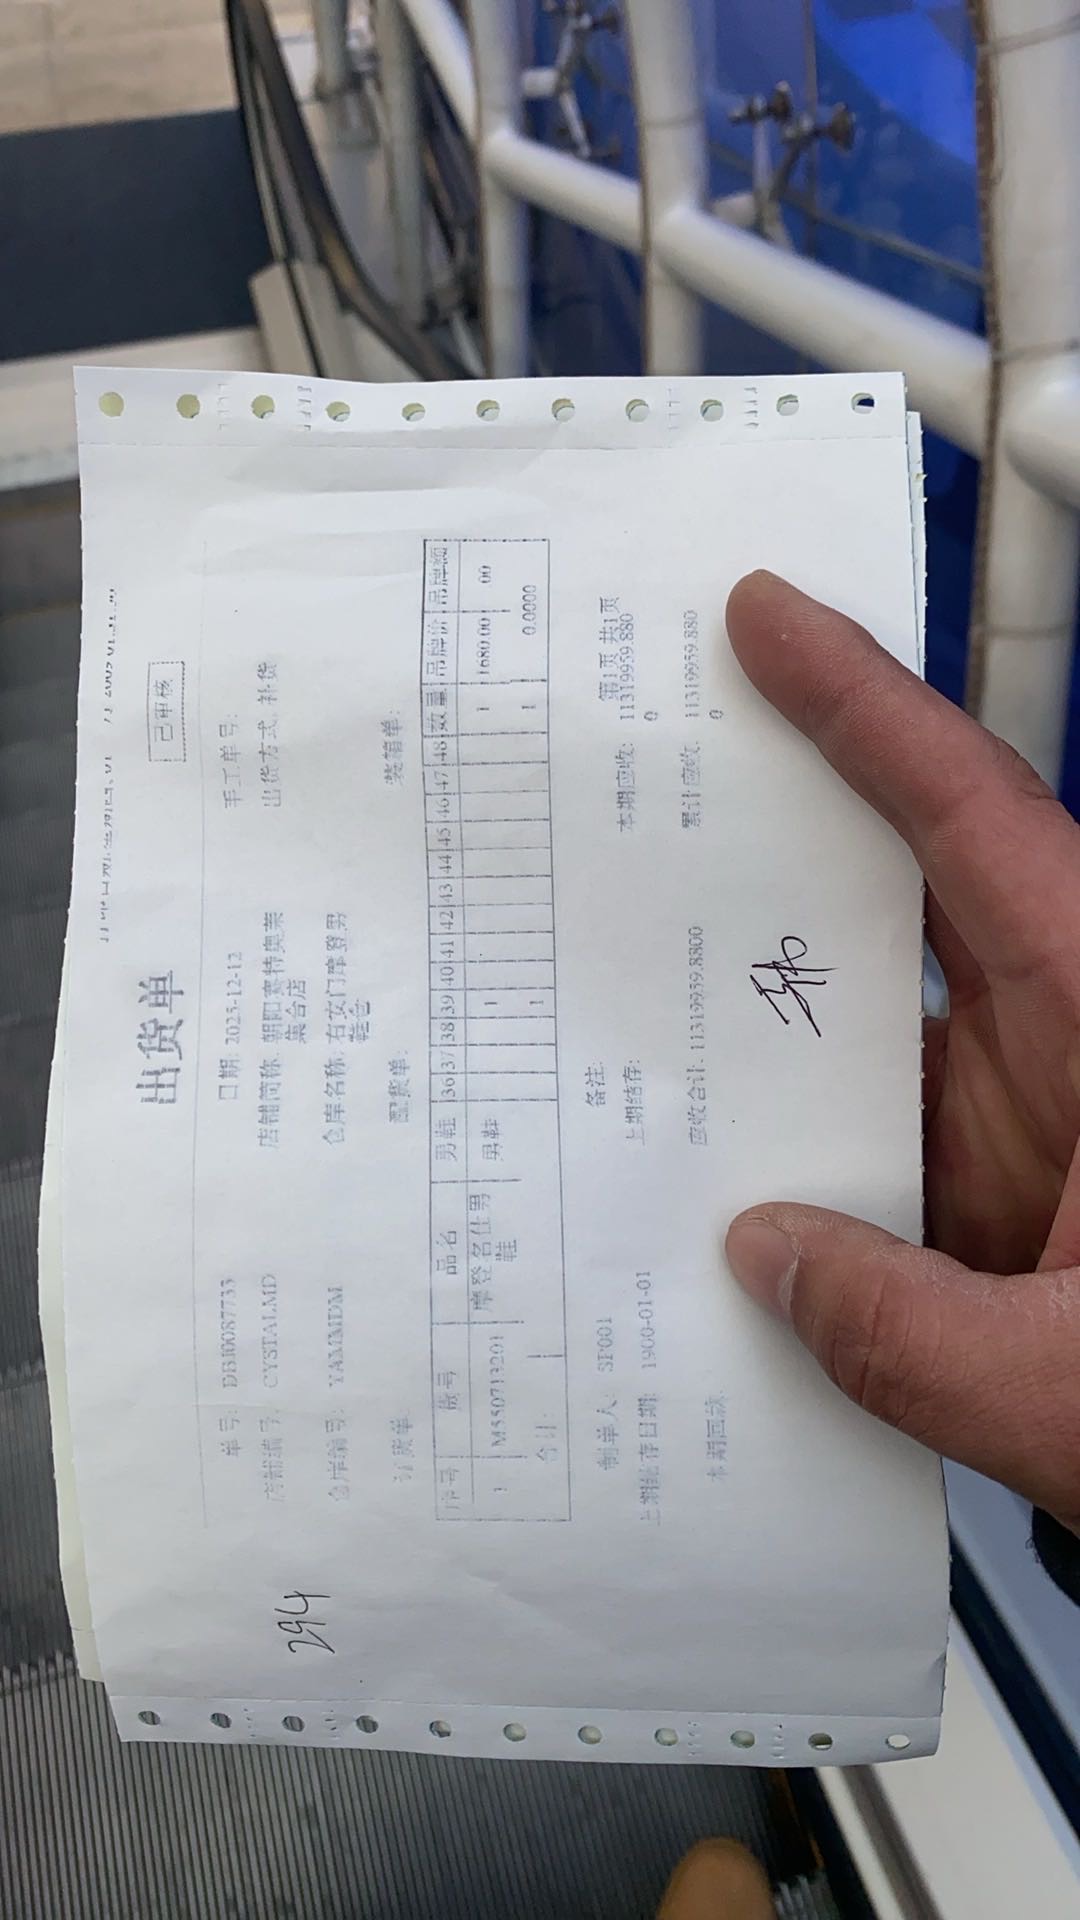 出货单
已审核
单号: DBJ0087733 日期: 2025-12-12 手工单号:
店铺编号: CYSTALMD 店铺简称: 朝阳赛特奥莱集合店 出货方式: 补货
仓库编号: YAMMDM 仓库名称: 右安门摩登男鞋仓
订货单: 配货单: 装箱单:
序号 货号 品名 男鞋 36 37 38 39 40 41 42 43 44 45 46 47 48 数量 吊牌价 吊牌额
1 M550713201 摩登名仕男鞋 男鞋 1 1 1680.00 00
合计: 1 1 0.0000
制单人: SP001 备注: 第1页 共1页
上期结存日期: 1900-01-01 上期结存: 本期应收: 11319959.880
0
本期回款: 应收合计: 11319959.8800 累计应收: 11319959.880
0
294